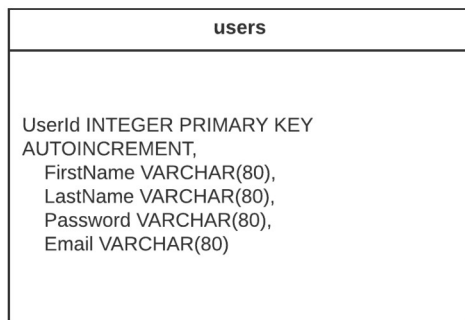 users
UserId INTEGER PRIMARY KEY
AUTOINCREMENT,
FirstName VARCHAR(80),
LastName VARCHAR(80),
Password VARCHAR(80),
Email VARCHAR(80)